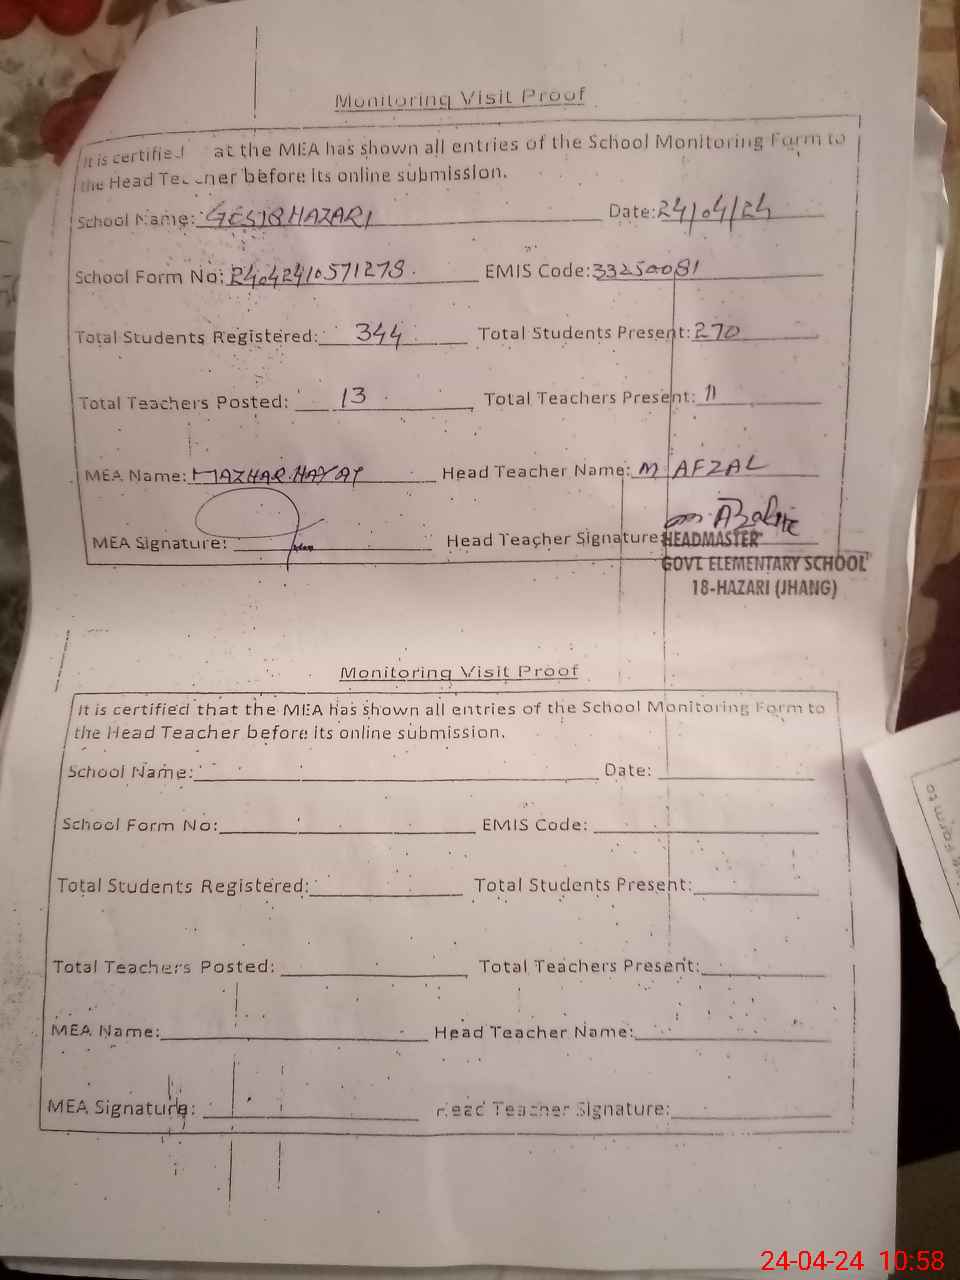 Monitoring Visit Proof
It is certified at the MEA has shown all entries of the School Monitoring Form to
the Head Teacher before its online submission.
School Name: GES18HAZARI Date: 24/04/24
School Form No: 2404241057127 EMIS Code: 33250081
Total Students Registered: 344 Total Students Present: 270
Total Teachers Posted: 13 Total Teachers Present: 11
MEA Name: MAZHAR HAYAT Head Teacher Name: M AFZAL
MEA Signature: Head Teacher Signature:
HEADMASTER
GOVT. ELEMENTARY SCHOOL
18-HAZARI (JHANG)
Monitoring Visit Proof
It is certified that the MEA has shown all entries of the School Monitoring Form to
the Head Teacher before its online submission.
School Name: Date:
School Form No: EMIS Code:
Total Students Registered: Total Students Present:
Total Teachers Posted: Total Teachers Present:
MEA Name: Head Teacher Name:
MEA Signature: Head Teacher Signature:
Form to
24-04-24 10:58